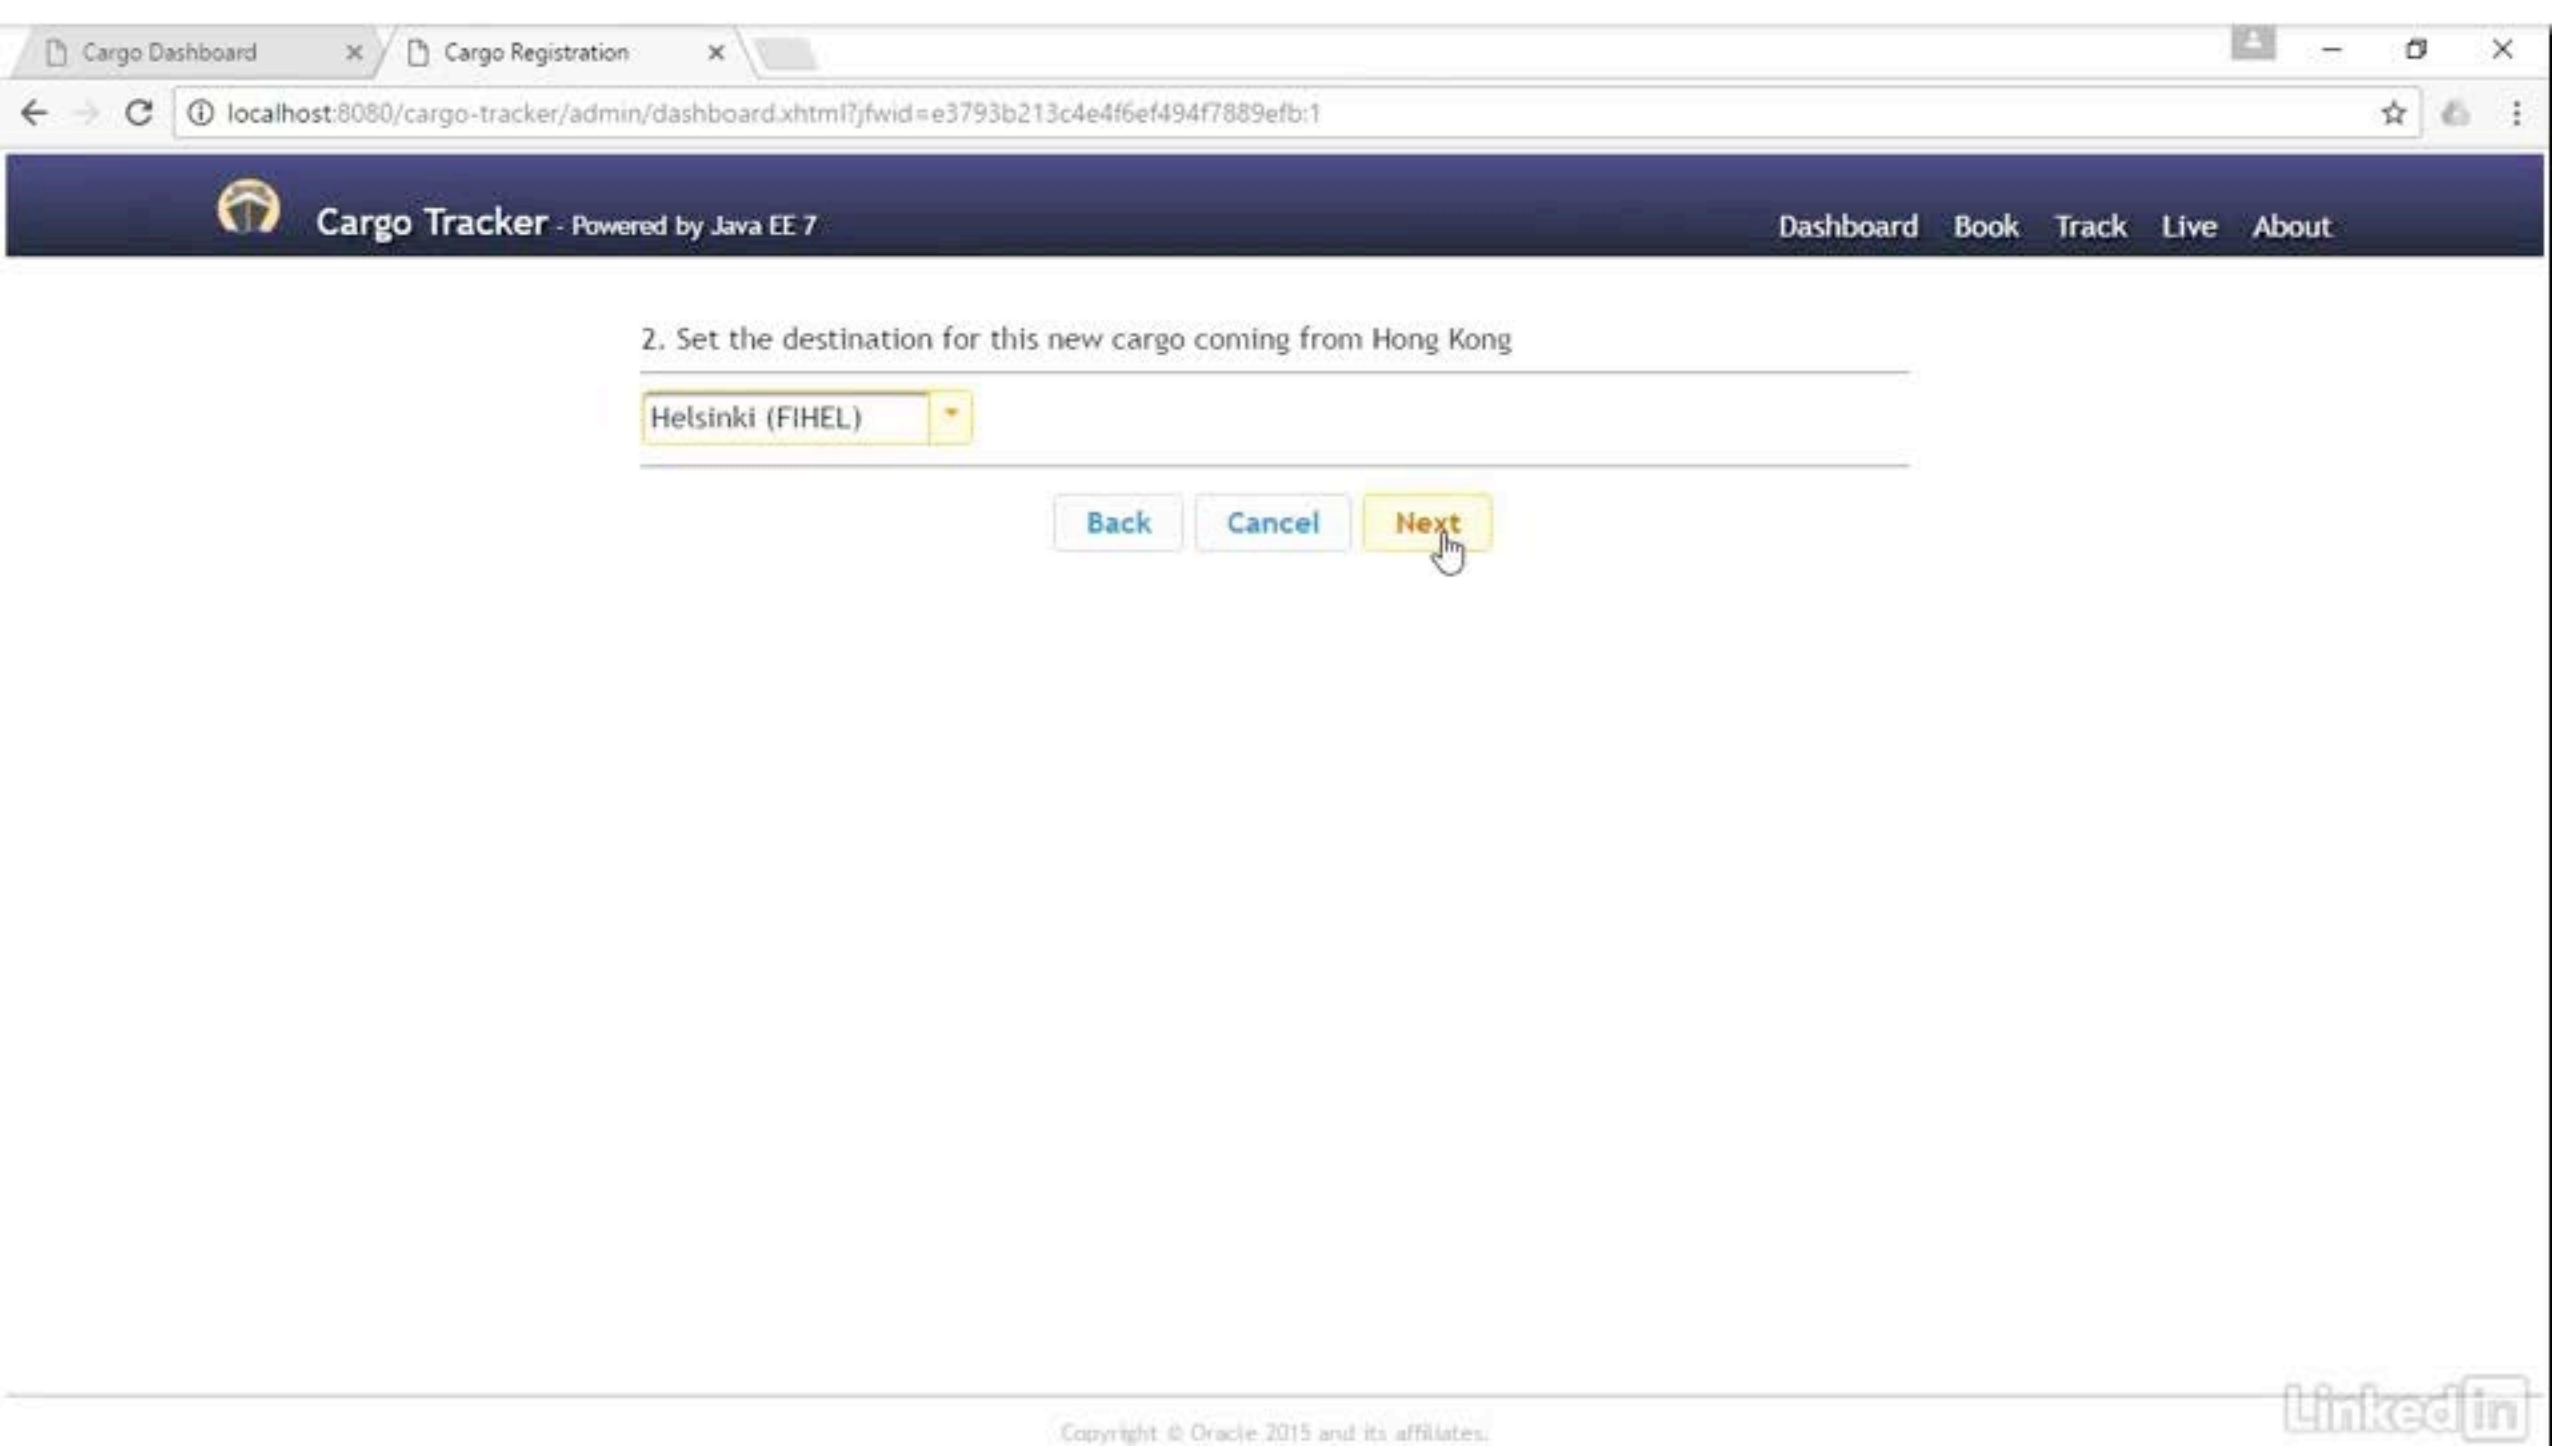 Cargo Dashboard
Cargo Registration
localhost:8080/cargo-tracker/admin/dashboard.xhtml?jfwid=e3793b213c4e4f6ef494f7889efb:1
Cargo Tracker - Powered by Java EE 7
Dashboard Book Track Live About
2. Set the destination for this new cargo coming from Hong Kong
Helsinki (FIHEL)
Back Cancel Next
Copyright © Oracle 2015 and its affiliates.
Linked in